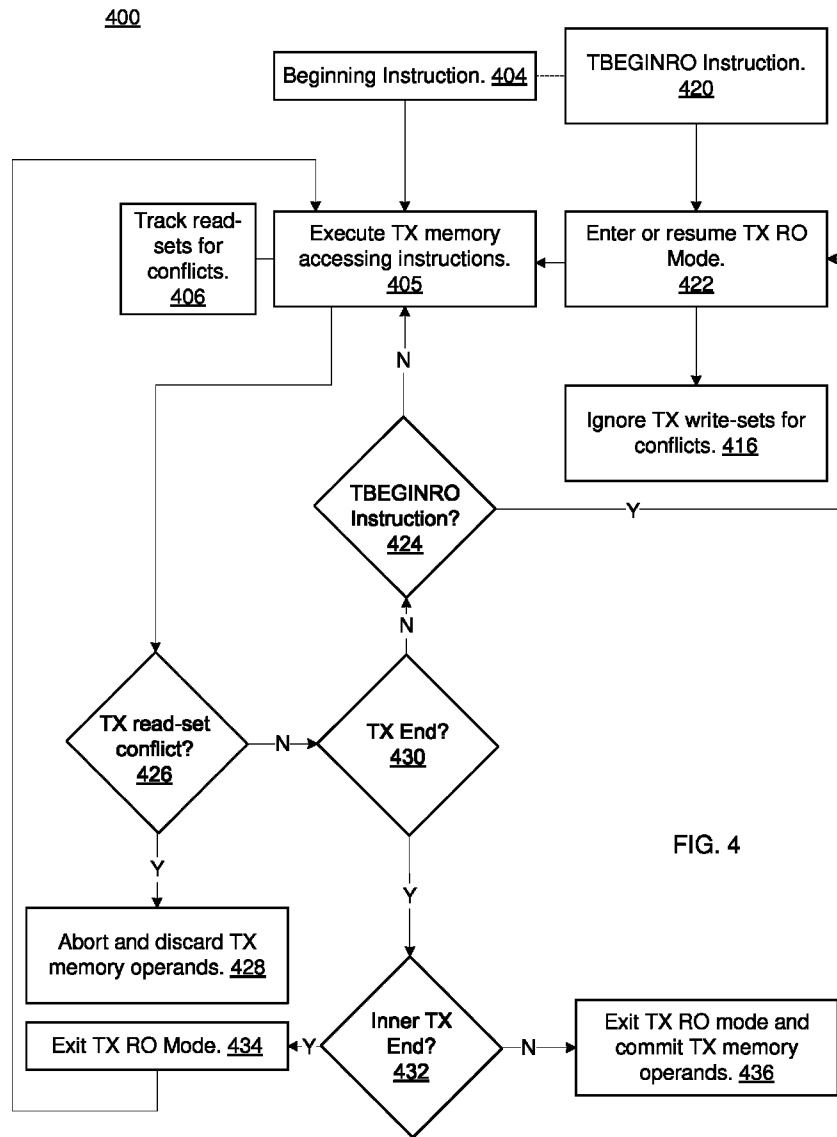 400
Beginning Instruction. 404
TBEGINRO Instruction.
420
Track read-
sets for
conflicts.
406
Execute TX memory
accessing instructions.
405
Enter or resume TX RO
Mode.
422
N
Ignore TX write-sets for
conflicts. 416
TBEGINRO
Instruction?
424
Y
N
TX read-set
conflict?
426
N
TX End?
430
Y
Y
FIG. 4
Abort and discard TX
memory operands. 428
Inner TX
End?
432
Exit TX RO Mode. 434
Y
N
Exit TX RO mode and
commit TX memory
operands. 436